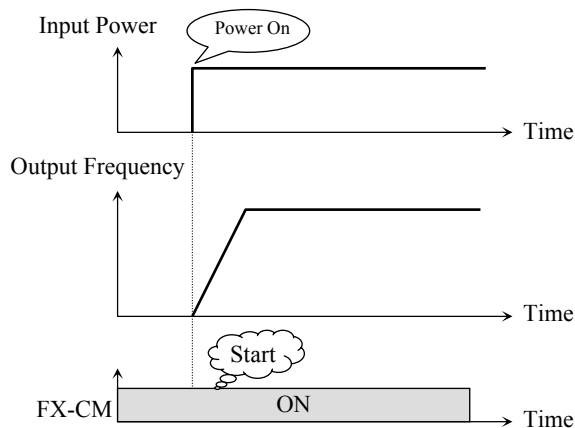 Input Power
Power On
Time
Output Frequency
Time
Start
FX-CM
ON
Time